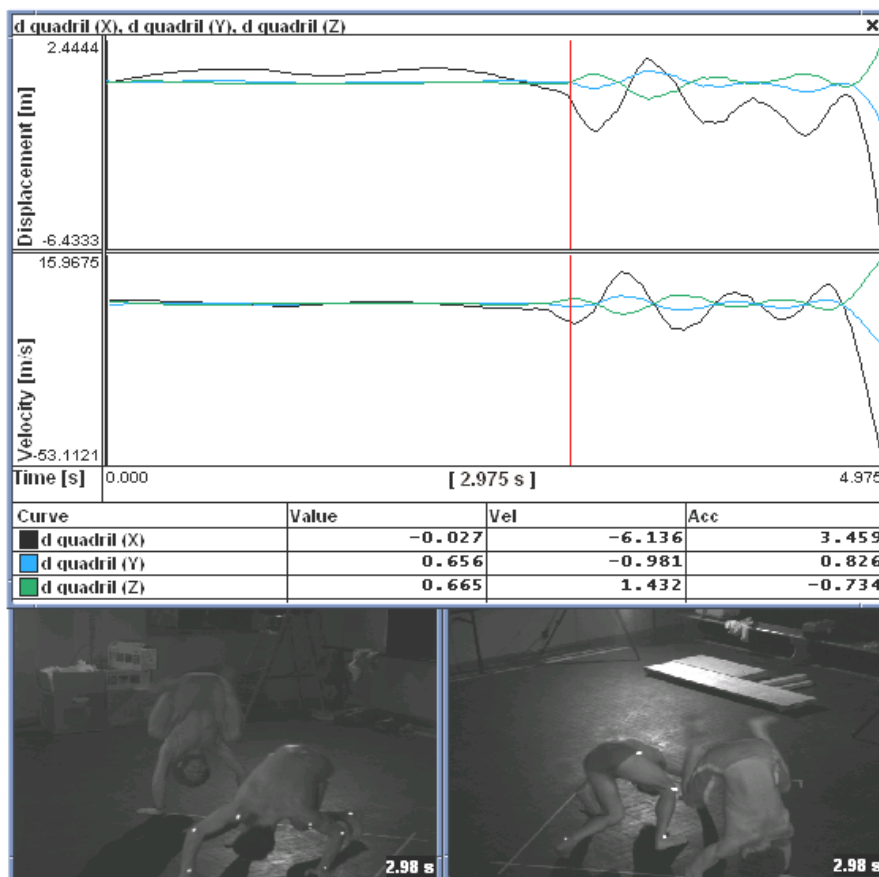 d quadril (X), d quadril (Y), d quadril (Z) x
2.4444
Displacement [m]
-6.4333
15.9675
Velocity [m/s]
-53.1121
Time [s] 0.000 [ 2.975 s ] 4.975
Curve Value Vel Acc
d quadril (X) -0.027 -6.136 3.459
d quadril (Y) 0.656 -0.981 0.826
d quadril (Z) 0.665 1.432 -0.734
2.98 s 2.98 s